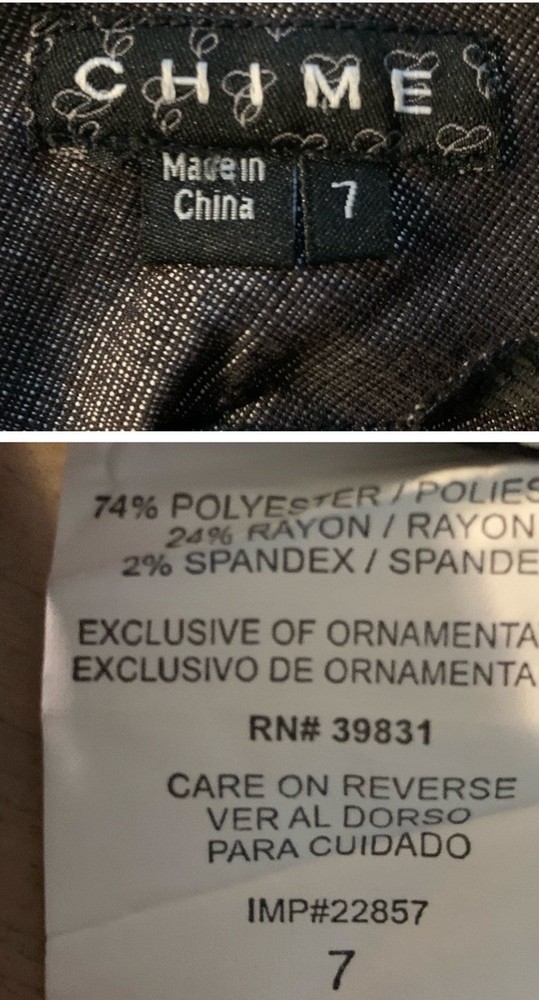 CHIME
Made in
China
7
74% POLYESTER / POLIES
24% RAYON / RAYON
2% SPANDEX / SPANDE
EXCLUSIVE OF ORNAMENTA
EXCLUSIVO DE ORNAMENTA
RN# 39831
CARE ON REVERSE
VER AL DORSO
PARA CUIDADO
IMP#22857
7